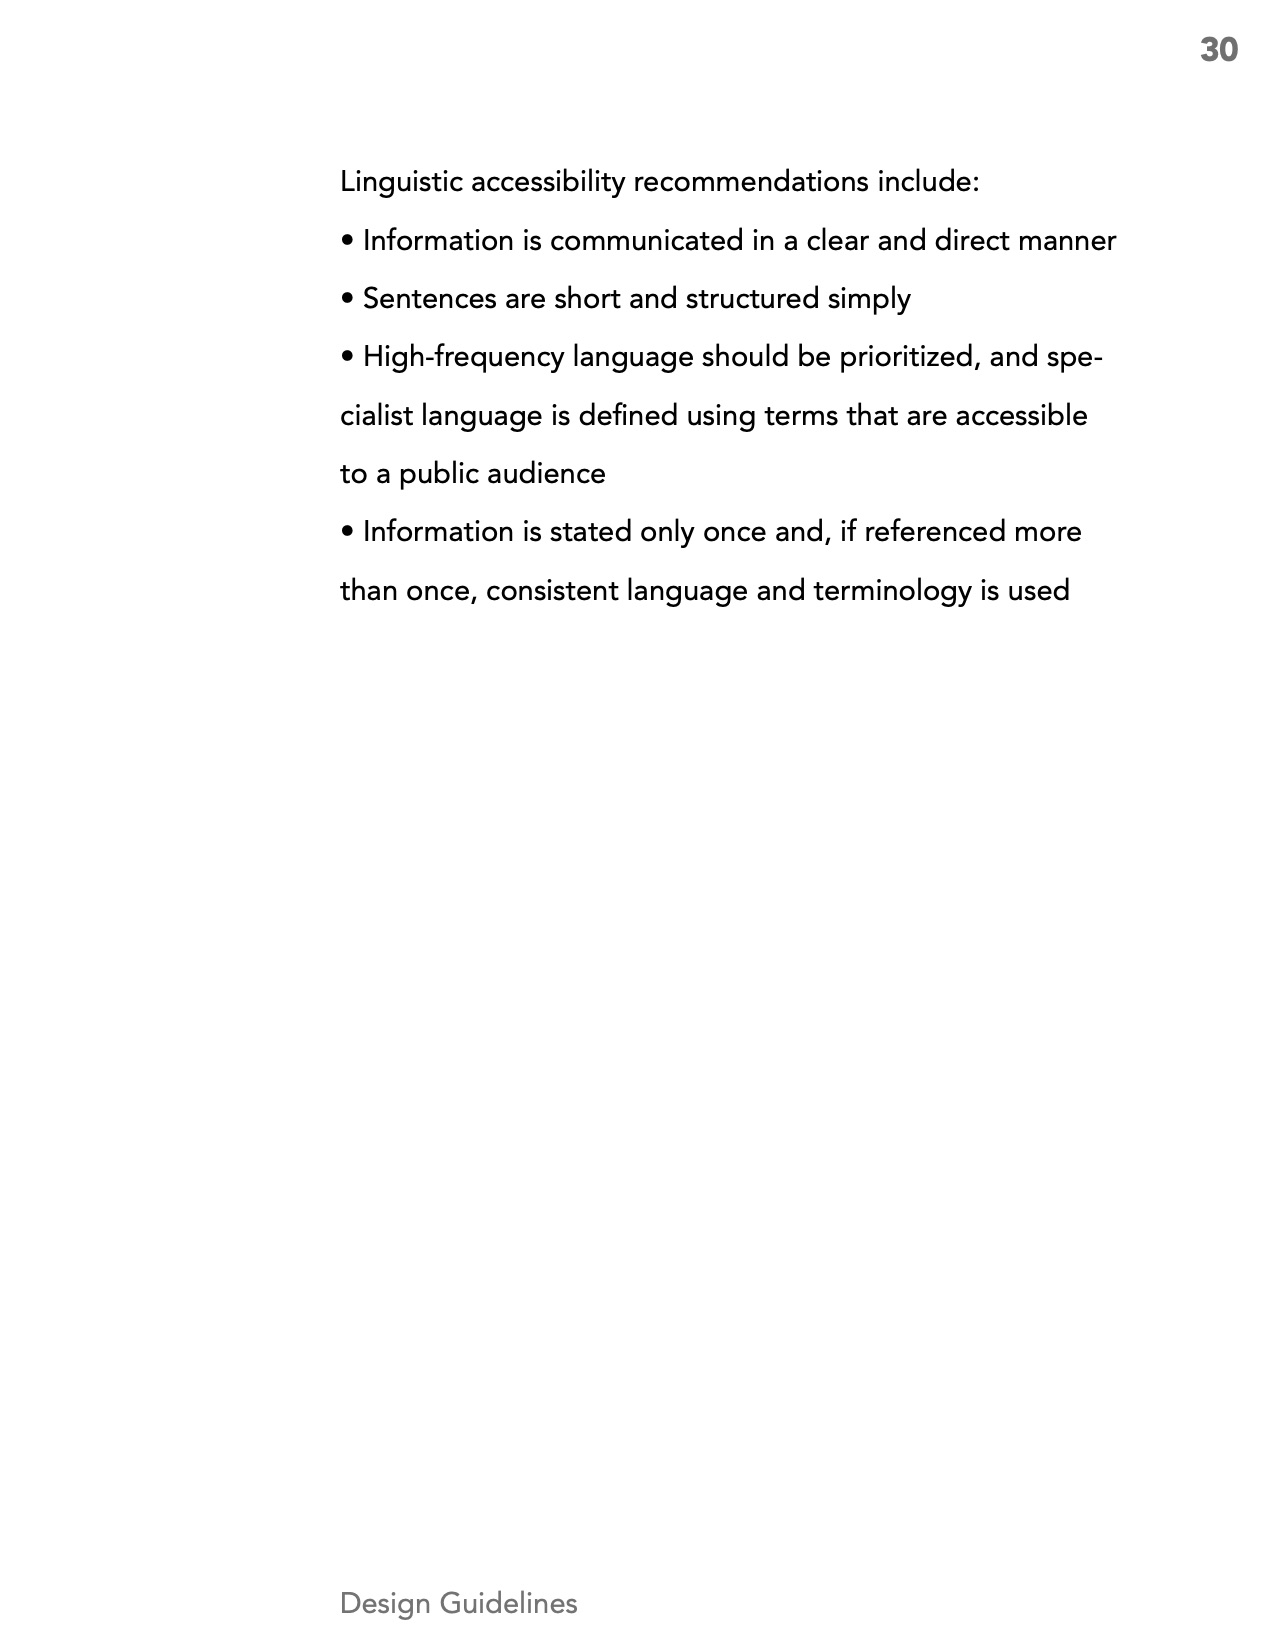 30
Linguistic accessibility recommendations include:
• Information is communicated in a clear and direct manner
• Sentences are short and structured simply
• High-frequency language should be prioritized, and spe-
cialist language is defined using terms that are accessible
to a public audience
• Information is stated only once and, if referenced more
than once, consistent language and terminology is used
Design Guidelines